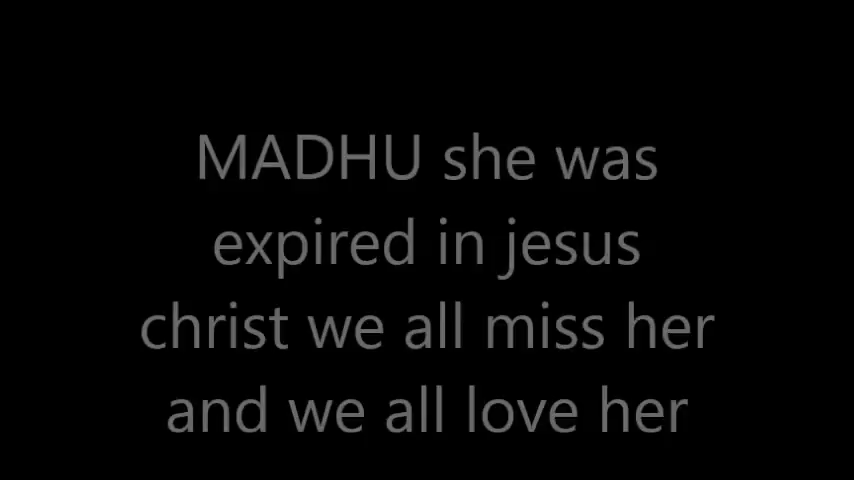 MADHU she was
expired in jesus
christ we all miss her
and we all love her